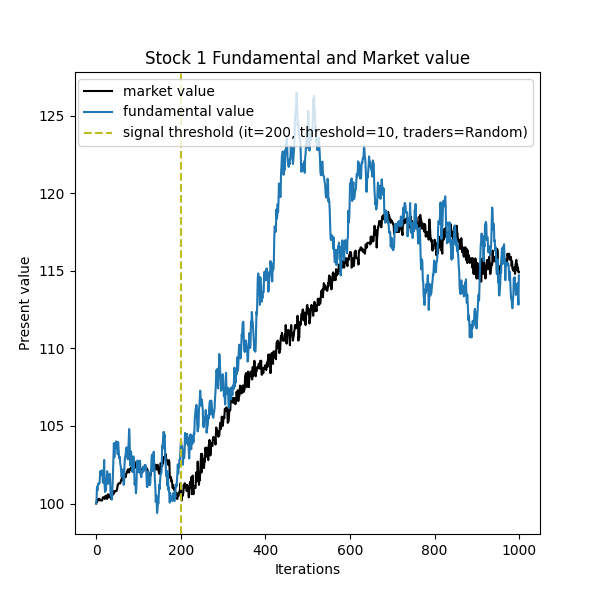 Stock 1 Fundamental and Market value
market value
fundamental value
signal threshold (it=200, threshold=10, traders=Random)
Present value
125
120
115
110
105
100
0 200 400 600 800 1000
Iterations